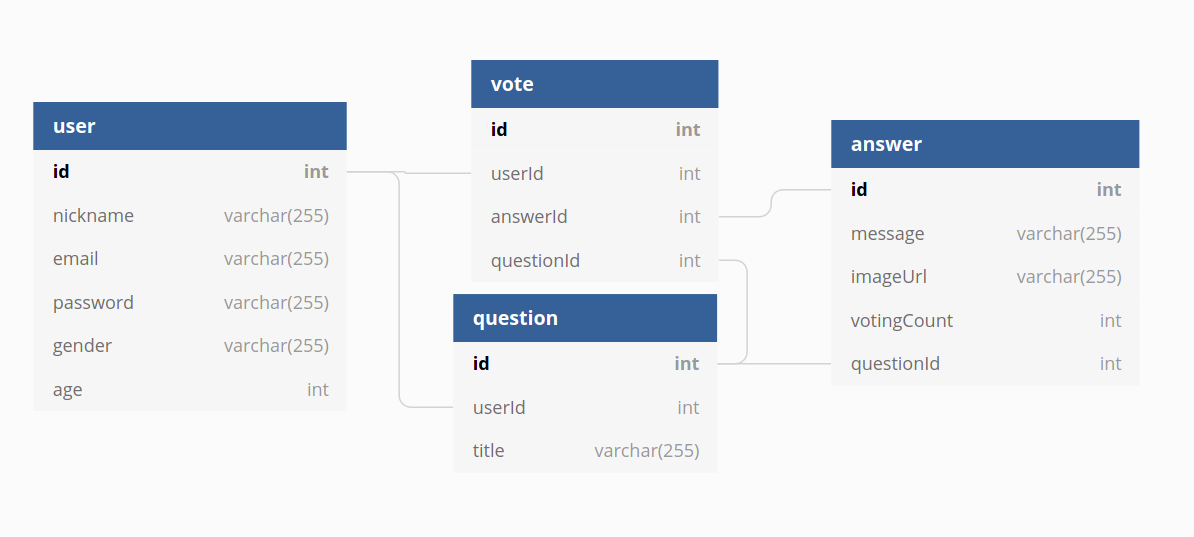 user
id int
nickname varchar(255)
email varchar(255)
password varchar(255)
gender varchar(255)
age int
vote
id int
userId int
answerId int
questionId int
question
id int
userId int
title varchar(255)
answer
id int
message varchar(255)
imageUrl varchar(255)
votingCount int
questionId int